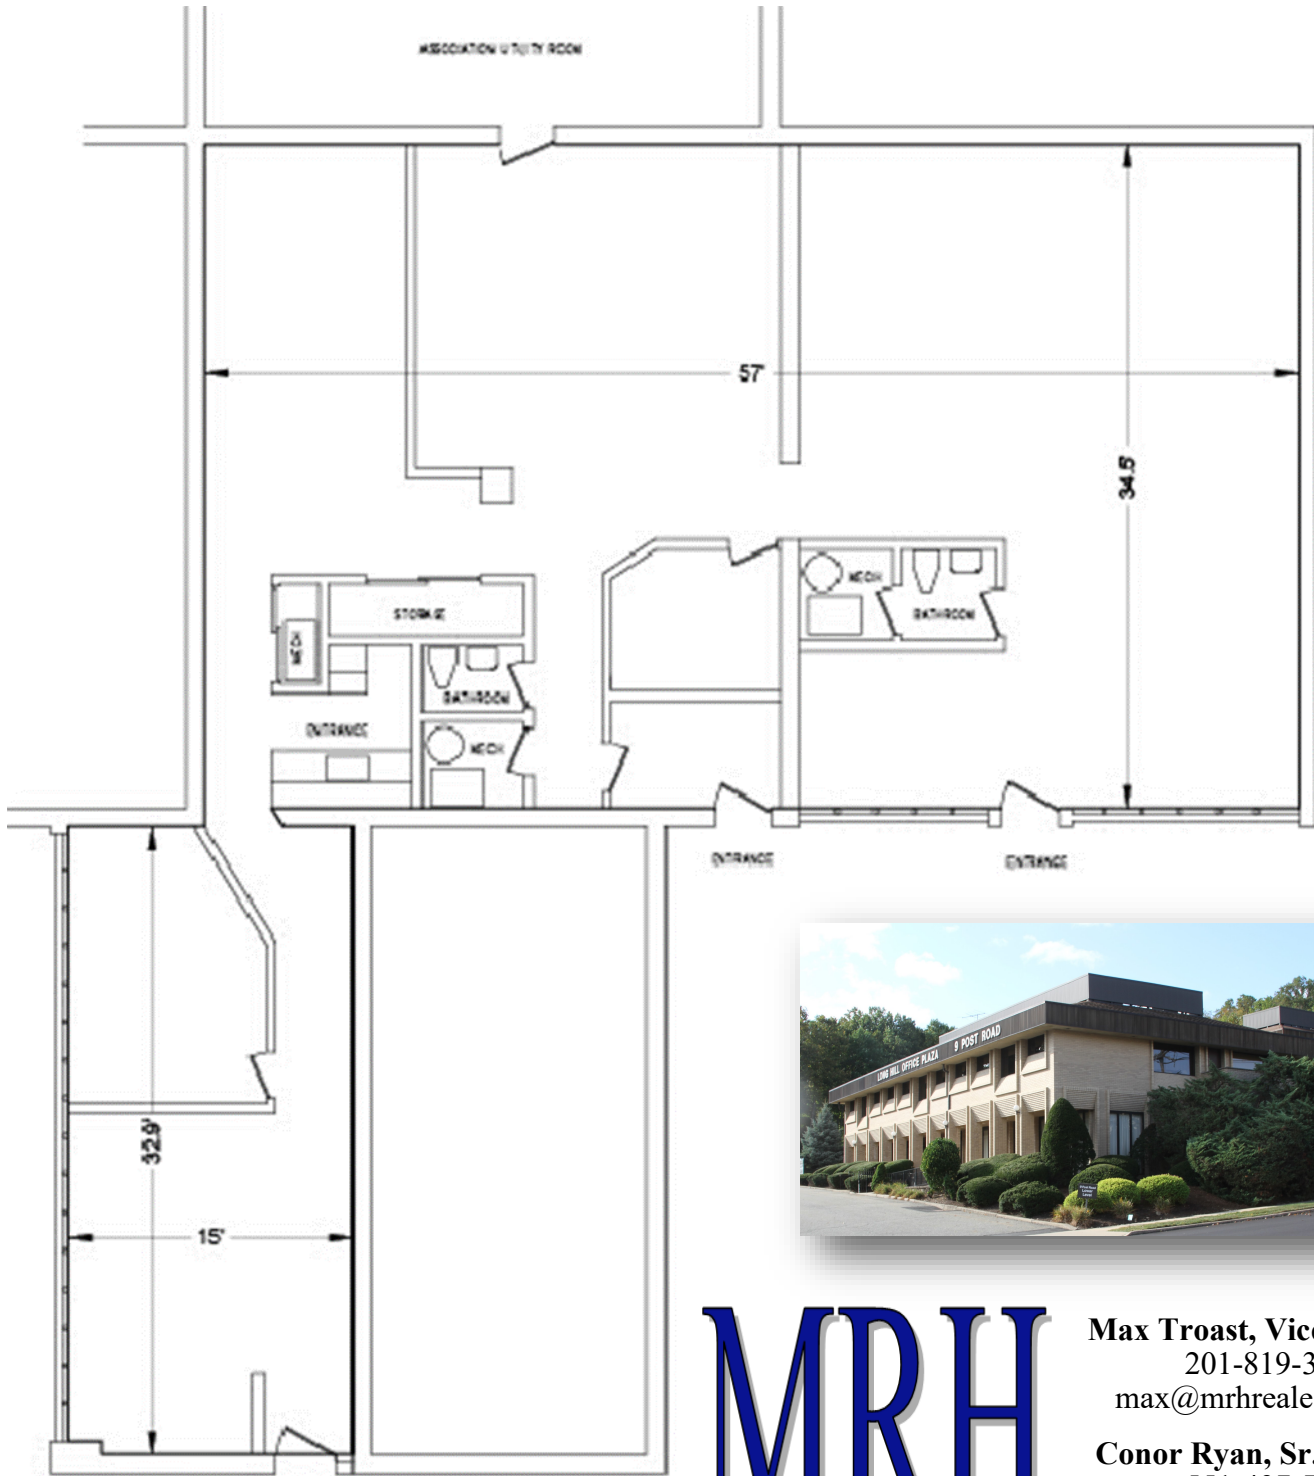 ASSOCIATION UTILITY ROOM
57'
34.5'
MECH
BATHROOM
STORAGE
MECH
BATHROOM
ENTRANCE
MECH
ENTRANCE
ENTRANCE
32.9'
15'
LONG HILL OFFICE PLAZA 9 POST ROAD
MRH
Max Troast, Vice
201-819-3
max@mrhreale
Conor Ryan, Sr.